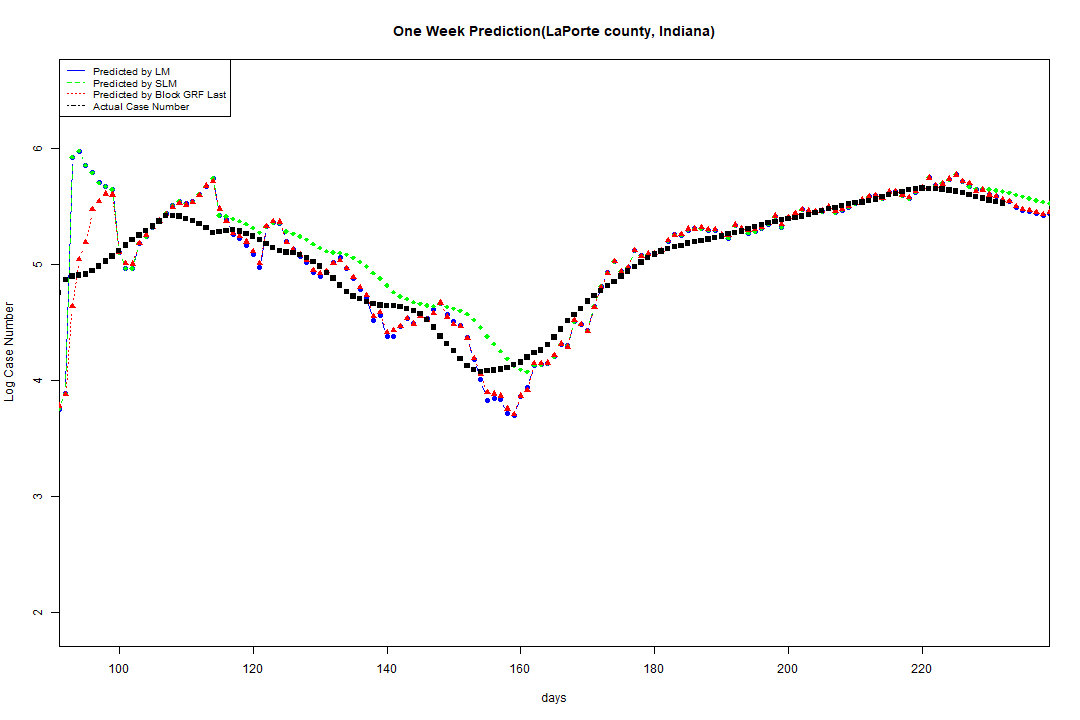 One Week Prediction(LaPorte county, Indiana)
Predicted by LM
Predicted by SLM
Predicted by Block GRF Last
Actual Case Number
6
5
4
3
2
Log Case Number
100 120 140 160 180 200 220
days